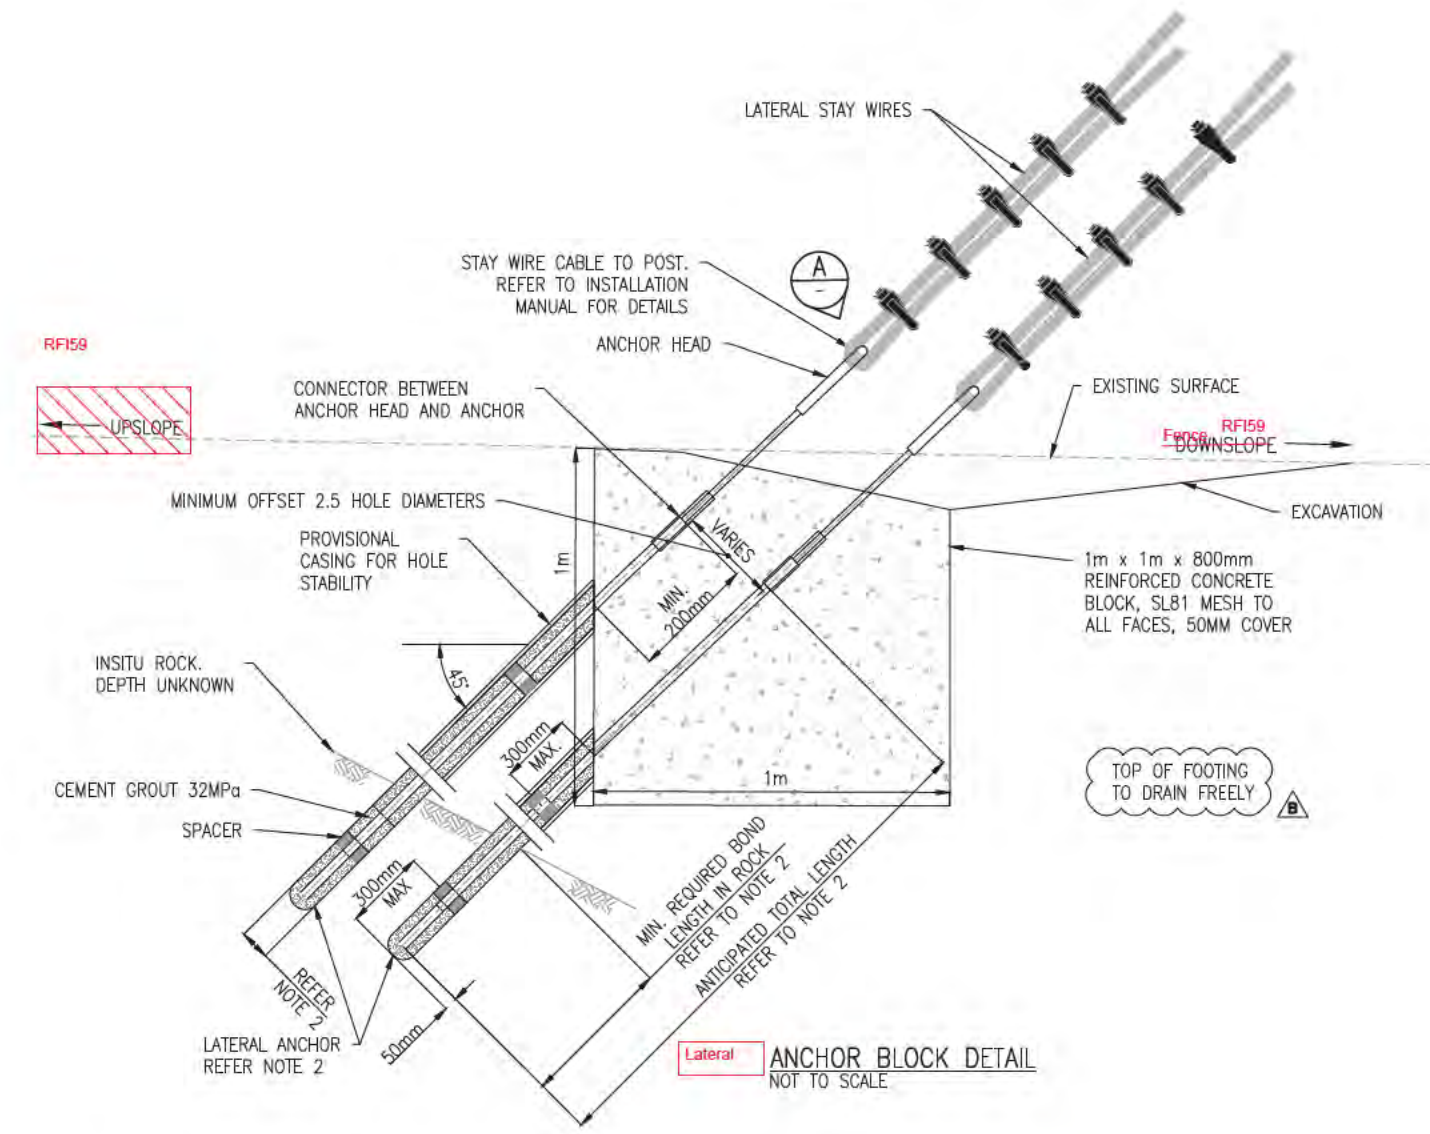 LATERAL STAY WIRES
STAY WIRE CABLE TO POST.
REFER TO INSTALLATION
MANUAL FOR DETAILS
A
-
ANCHOR HEAD
RFI59
CONNECTOR BETWEEN
ANCHOR HEAD AND ANCHOR
EXISTING SURFACE
UPSLOPE
RFI59
Fence
DOWNSLOPE
MINIMUM OFFSET 2.5 HOLE DIAMETERS
EXCAVATION
PROVISIONAL
CASING FOR HOLE
STABILITY
1m
VARIES
MIN.
200mm
1m x 1m x 800mm
REINFORCED CONCRETE
BLOCK, SL81 MESH TO
ALL FACES, 50MM COVER
INSITU ROCK.
DEPTH UNKNOWN
45°
300mm
MAX.
1m
TOP OF FOOTING
TO DRAIN FREELY
B
CEMENT GROUT 32MPa
SPACER
300mm
MAX
MIN. REQUIRED BOND
LENGTH IN ROCK
REFER TO NOTE 2
ANTICIPATED TOTAL LENGTH
REFER TO NOTE 2
REFER
NOTE 2
50mm
LATERAL ANCHOR
REFER NOTE 2
Lateral
ANCHOR BLOCK DETAIL
NOT TO SCALE